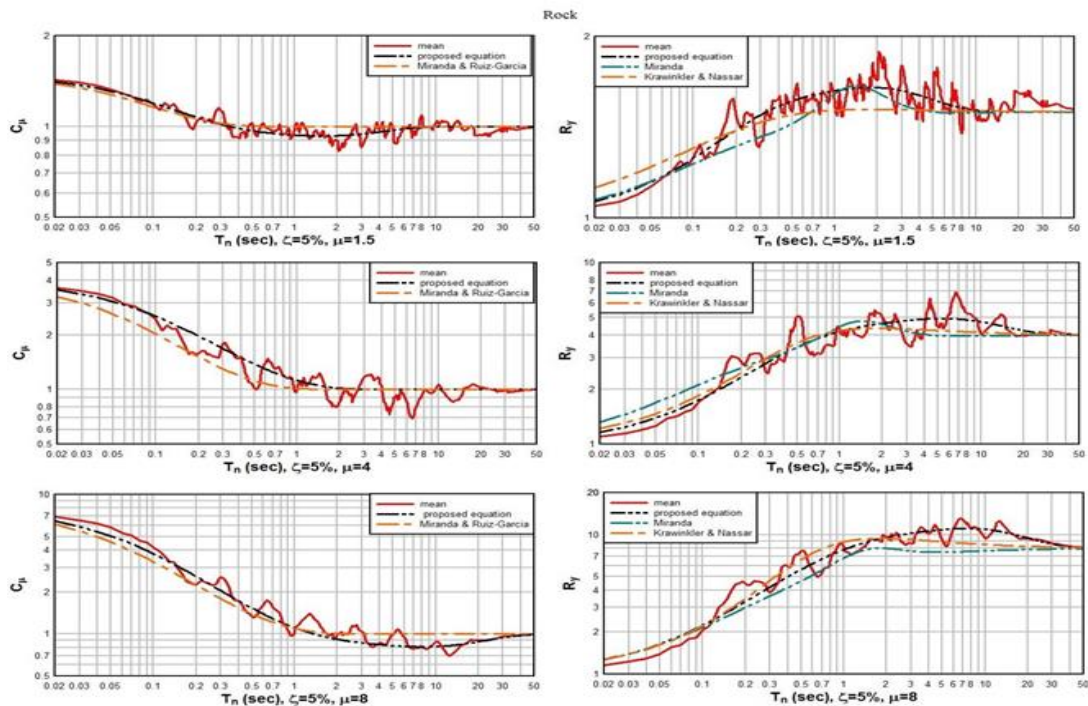 Rock
2
1
0.9
0.8
0.7
0.6
0.5
Cμ
mean
proposed equation
Miranda & Ruiz-Garcia
0.02 0.03 0.05 0.1 0.2 0.3 0.5 0.7 1 2 3 4 5 6 7 8 10 20 30 50
Tn (sec), ζ=5%, μ=1.5
2
1
Ry
mean
proposed equation
Miranda
Krawinkler & Nassar
0.02 0.03 0.05 0.1 0.2 0.3 0.5 0.7 1 2 3 4 5 6 7 8 10 20 30 50
Tn (sec), ζ=5%, μ=1.5
5
4
3
2
1
0.8
0.7
0.6
0.5
Cμ
mean
proposed equation
Miranda & Ruiz-Garcia
0.02 0.03 0.05 0.1 0.2 0.3 0.5 0.7 1 2 3 4 5 6 7 8 10 20 30 50
Tn (sec), ζ=5%, μ=4
10
7
5
4
3
2
1
Ry
mean
proposed equation
Miranda
Krawinkler & Nassar
0.02 0.03 0.05 0.1 0.2 0.3 0.5 0.7 1 2 3 4 5 6 7 8 10 20 30 50
Tn (sec), ζ=5%, μ=4
10
7
5
4
3
2
1
0.7
0.5
Cμ
mean
proposed equation
Miranda & Ruiz-Garcia
0.02 0.03 0.05 0.1 0.2 0.3 0.5 0.7 1 2 3 4 5 6 7 8 10 20 30 50
Tn (sec), ζ=5%, μ=8
20
10
7
5
4
3
2
1
Ry
mean
proposed equation
Miranda
Krawinkler & Nassar
0.02 0.03 0.05 0.1 0.2 0.3 0.5 0.7 1 2 3 4 5 6 7 8 10 20 30 50
Tn (sec), ζ=5%, μ=8